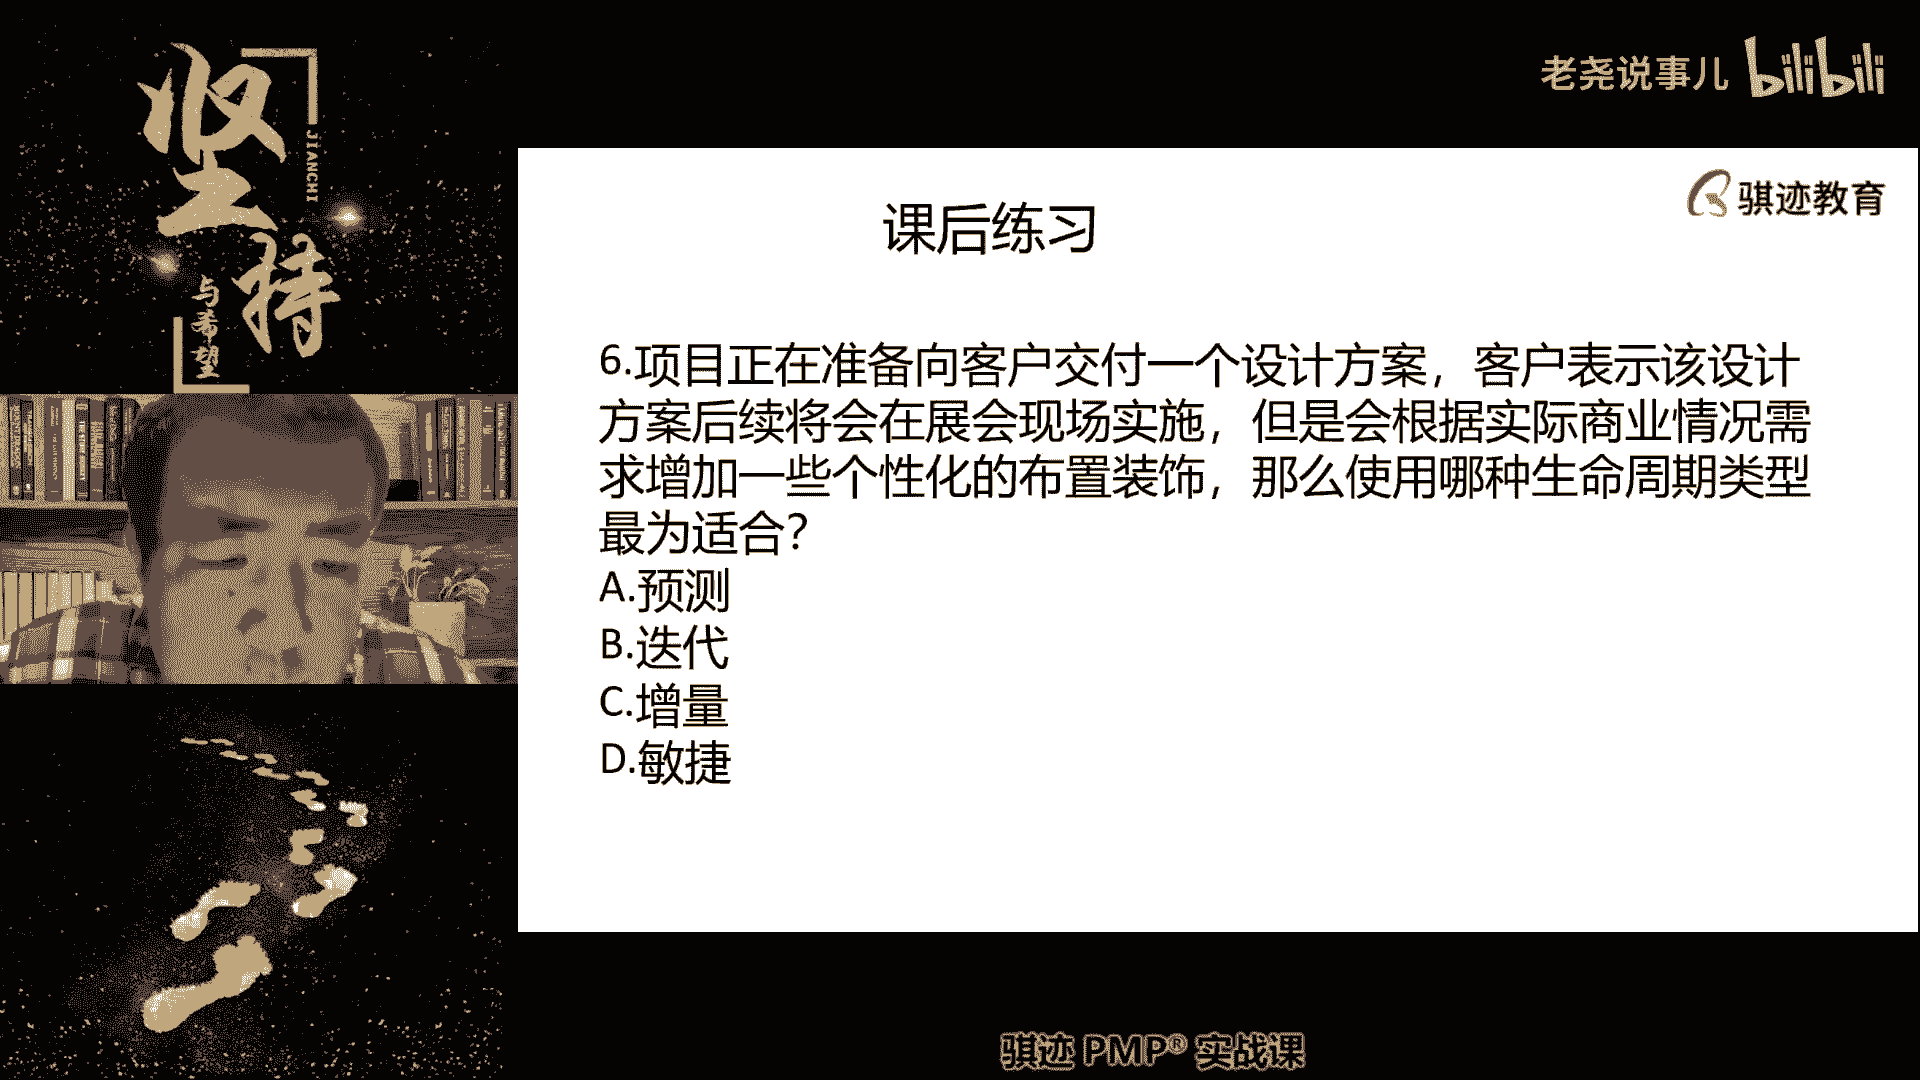 坚持
JIANCHI
与希望
老尧说事儿 bilibili
骐迹教育
课后练习
6.项目正在准备向客户交付一个设计方案，客户表示该设计
方案后续将会在展会现场实施，但是会根据实际商业情况需
求增加一些个性化的布置装饰，那么使用哪种生命周期类型
最为适合？
A.预测
B.迭代
C.增量
D.敏捷
骐迹 PMP® 实战课